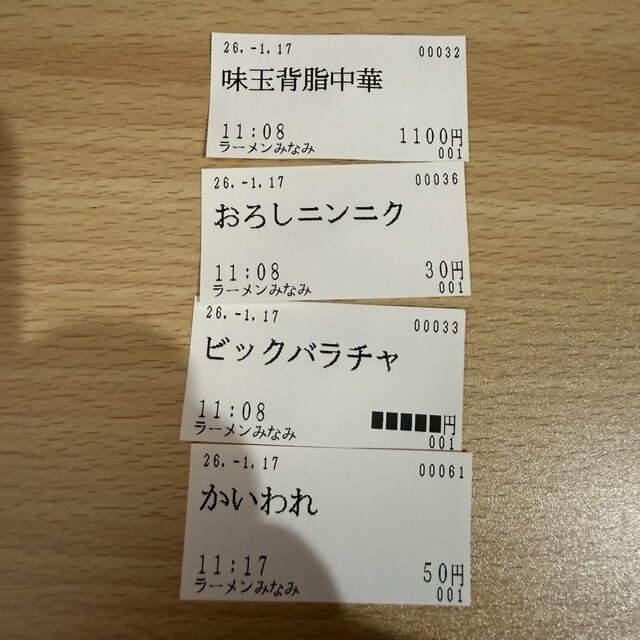 26.-1.17 00032
味玉背脂中華
11:08 1100円
ラーメンみなみ 001
26.-1.17 00036
おろしニンニク
11:08 30円
ラーメンみなみ 001
26.-1.17 00033
ビックバラチャ
11:08 ■■■■■円
ラーメンみなみ 001
26.-1.17 00061
かいわれ
11:17 50円
ラーメンみなみ 001